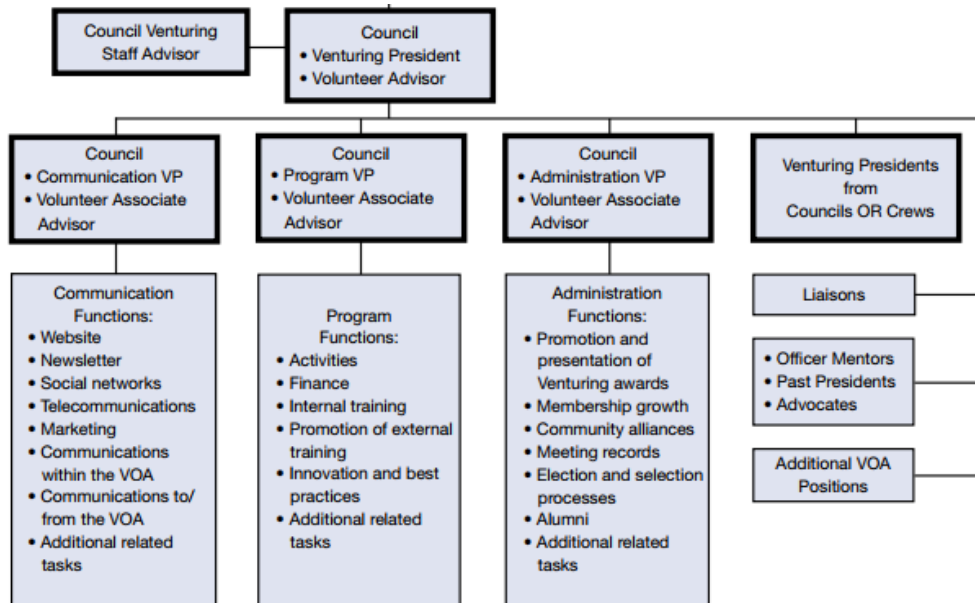 Council Venturing
Staff Advisor
Council
• Venturing President
• Volunteer Advisor
Council
• Communication VP
• Volunteer Associate
Advisor
Council
• Program VP
• Volunteer Associate
Advisor
Council
• Administration VP
• Volunteer Associate
Advisor
Venturing Presidents
from
Councils OR Crews
Communication
Functions:
• Website
• Newsletter
• Social networks
• Telecommunications
• Marketing
• Communications
within the VOA
• Communications to/
from the VOA
• Additional related
tasks
Program
Functions:
• Activities
• Finance
• Internal training
• Promotion of external
training
• Innovation and best
practices
• Additional related
tasks
Administration
Functions:
• Promotion and
presentation of
Venturing awards
• Membership growth
• Community alliances
• Meeting records
• Election and selection
processes
• Alumni
• Additional related
tasks
Liaisons
• Officer Mentors
• Past Presidents
• Advocates
Additional VOA
Positions